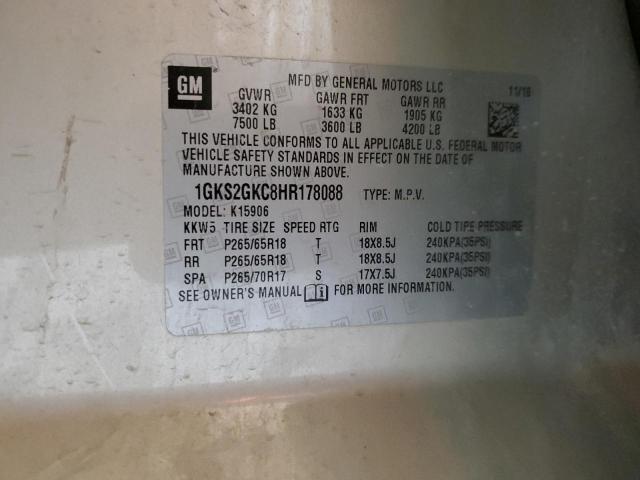 GM
MFD BY GENERAL MOTORS LLC
11/16
GVWR GAWR FRT GAWR RR
3402 KG 1633 KG 1905 KG
7500 LB 3600 LB 4200 LB
THIS VEHICLE CONFORMS TO ALL APPLICABLE U.S. FEDERAL MOTOR
VEHICLE SAFETY STANDARDS IN EFFECT ON THE DATE OF
MANUFACTURE SHOWN ABOVE.
1GKS2GKC8HR178088 TYPE: M.P.V.
MODEL: K15906
KKW5 TIRE SIZE SPEED RTG RIM COLD TIRE PRESSURE
FRT P265/65R18 T 18X8.5J 240KPA(35PSI)
RR P265/65R18 T 18X8.5J 240KPA(35PSI)
SPA P265/70R17 S 17X7.5J 240KPA(35PSI)
SEE OWNER'S MANUAL FOR MORE INFORMATION.